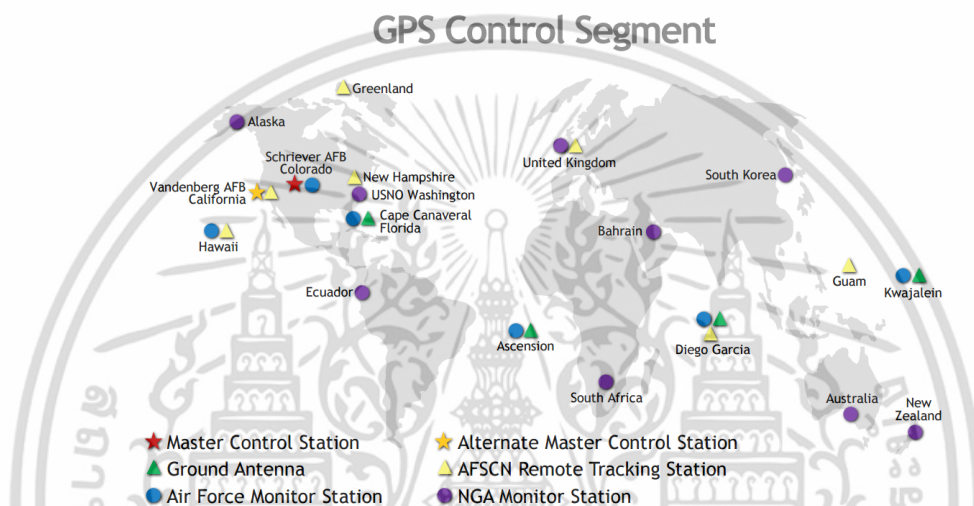 GPS Control Segment
Greenland
Alaska
Schriever AFB
Colorado
Vandenberg AFB
California
New Hampshire
USNO Washington
Cape Canaveral
Florida
Hawaii
United Kingdom
South Korea
Bahrain
Guam
Kwajalein
Ecuador
Ascension
Diego Garcia
South Africa
Australia
New
Zealand
Master Control Station
Alternate Master Control Station
Ground Antenna
AFSCN Remote Tracking Station
Air Force Monitor Station
NGA Monitor Station